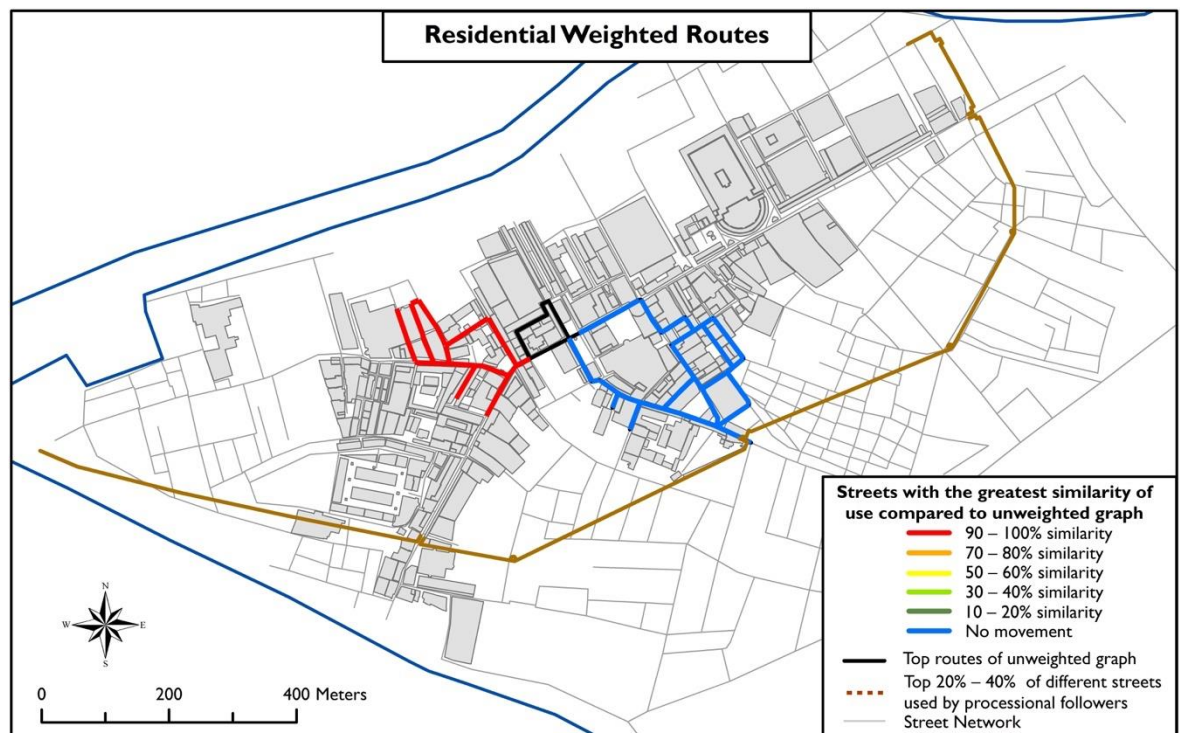 Residential Weighted Routes
N
W
E
S
0
200
400 Meters
Streets with the greatest similarity of
use compared to unweighted graph
90 – 100% similarity
70 – 80% similarity
50 – 60% similarity
30 – 40% similarity
10 – 20% similarity
No movement
Top routes of unweighted graph
Top 20% – 40% of different streets
used by processional followers
Street Network